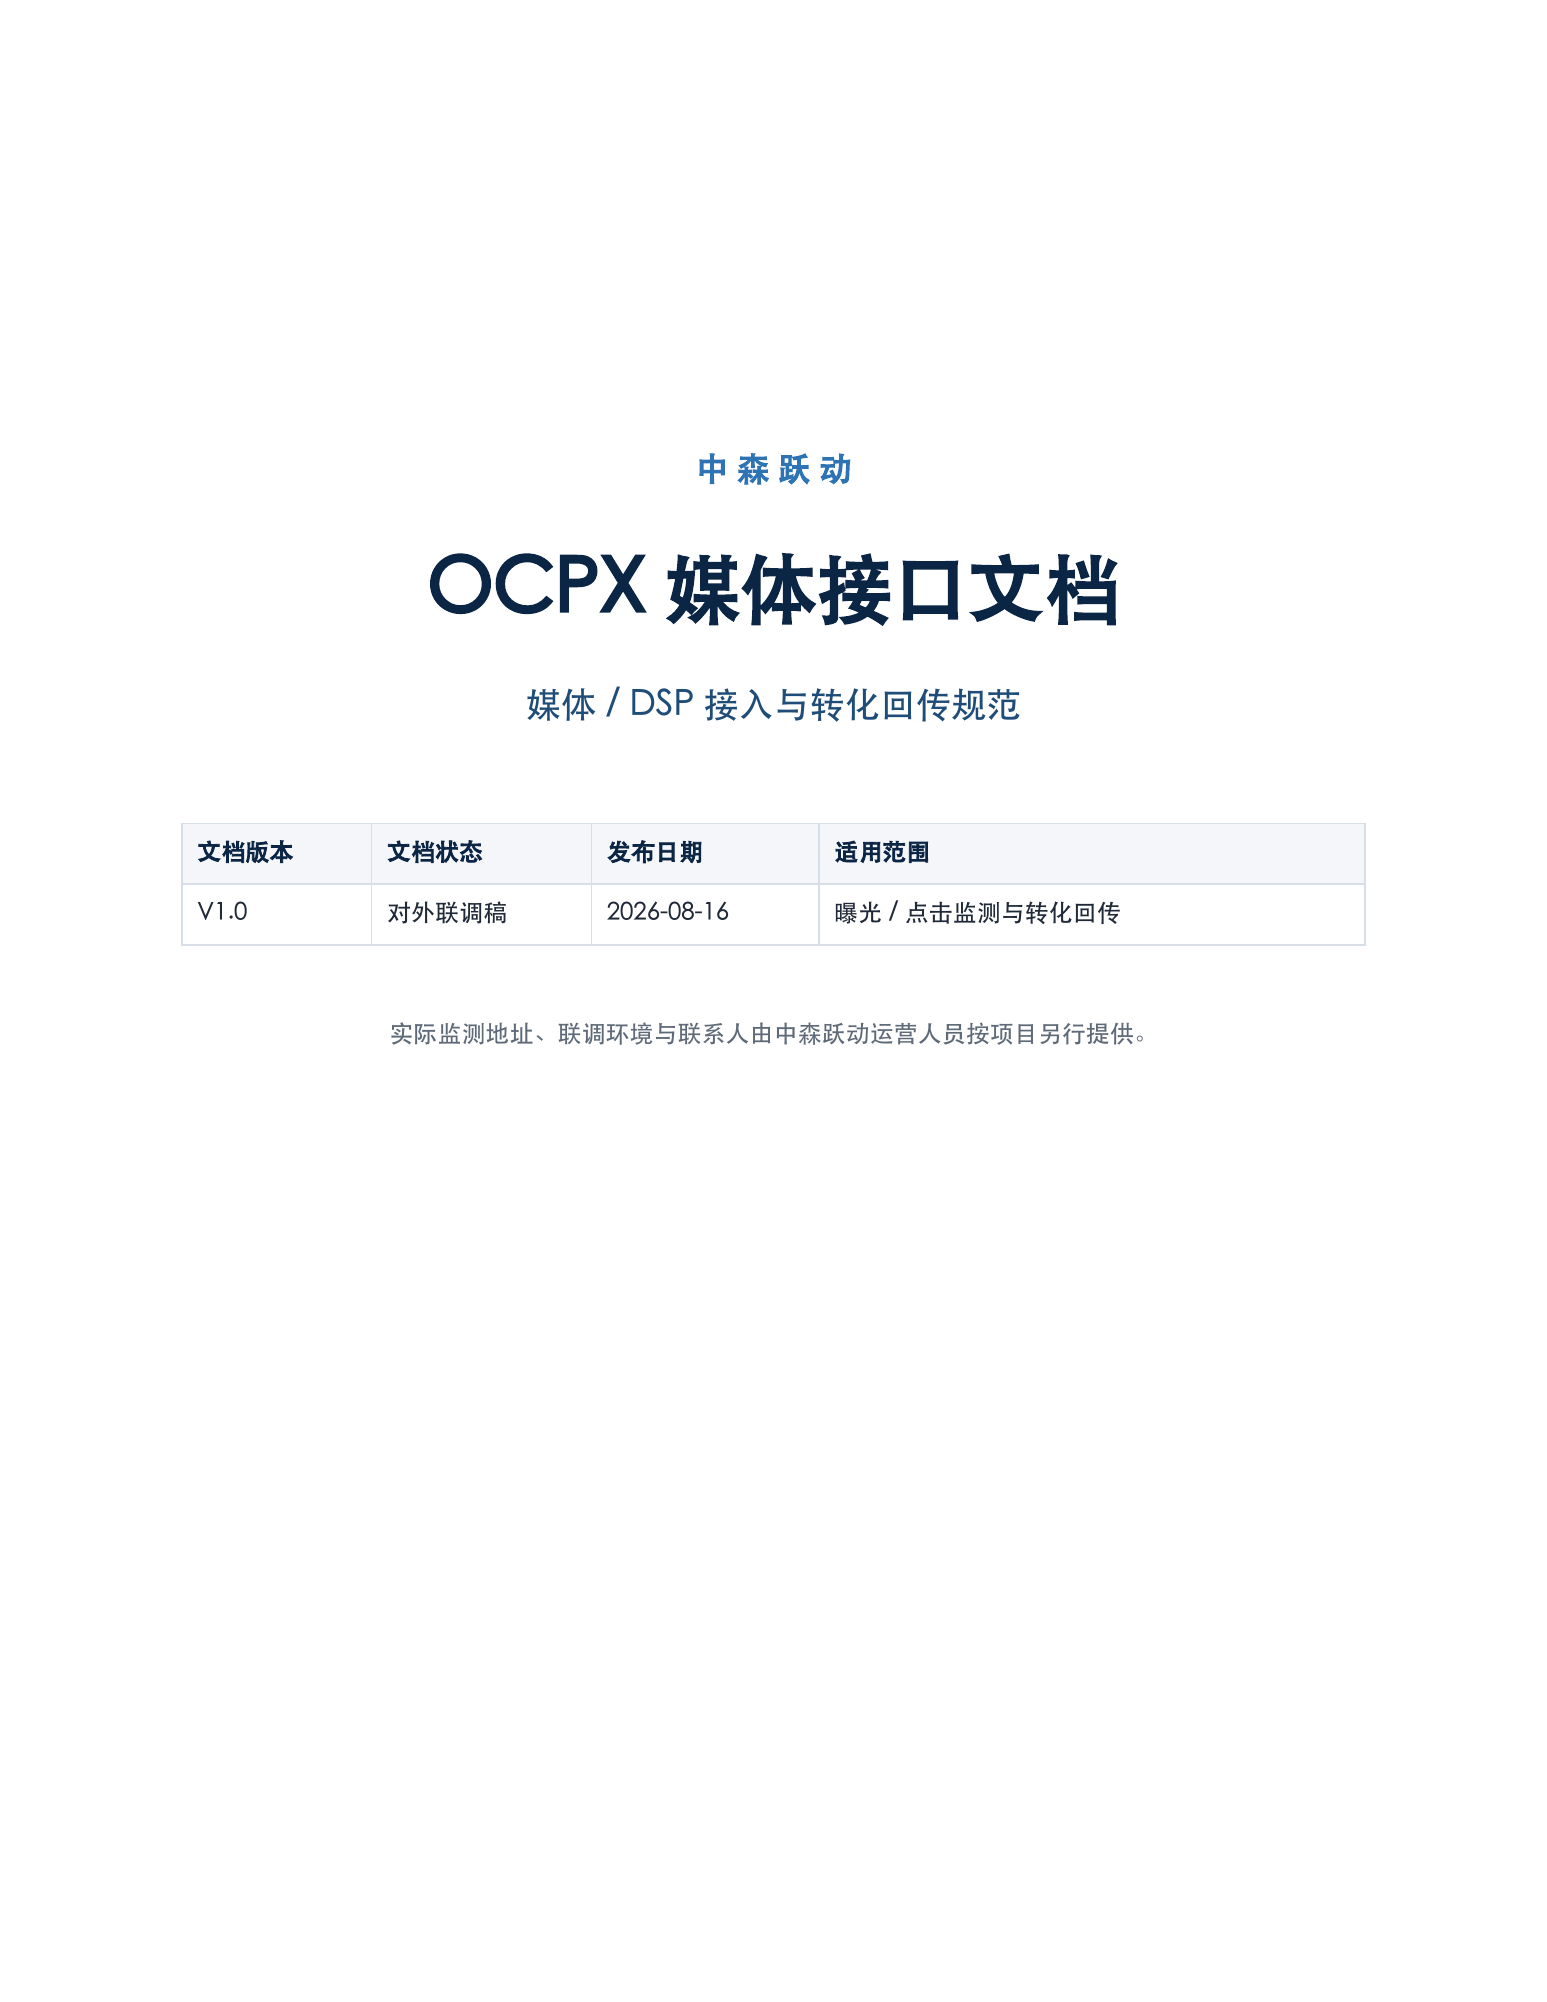 中森跃动
OCPX 媒体接口文档
媒体 / DSP 接入与转化回传规范
文档版本 文档状态 发布日期 适用范围
V1.0 对外联调稿 2026-08-16 曝光 / 点击监测与转化回传
实际监测地址、联调环境与联系人由中森跃动运营人员按项目另行提供。